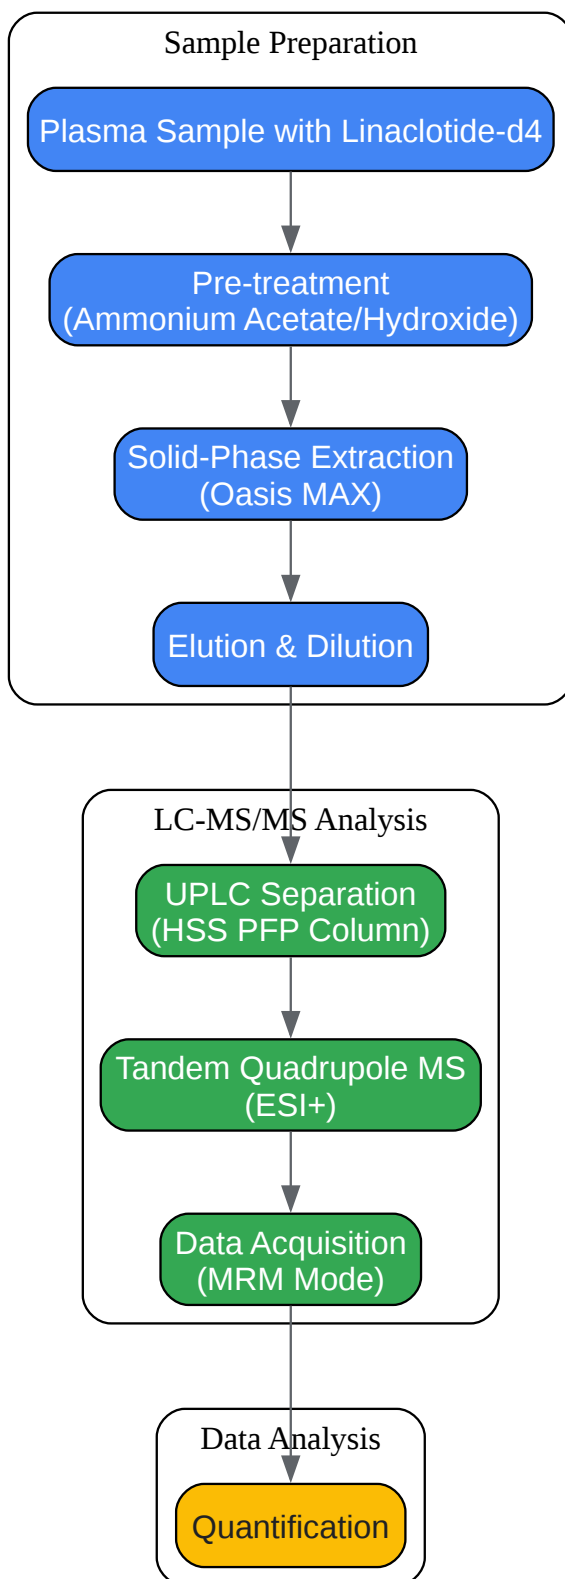 Sample Preparation
Plasma Sample with Linaclotide-d4
Pre-treatment
(Ammonium Acetate/Hydroxide)
Solid-Phase Extraction
(Oasis MAX)
Elution & Dilution
LC-MS/MS Analysis
UPLC Separation
(HSS PFP Column)
Tandem Quadrupole MS
(ESI+)
Data Acquisition
(MRM Mode)
Data Analysis
Quantification